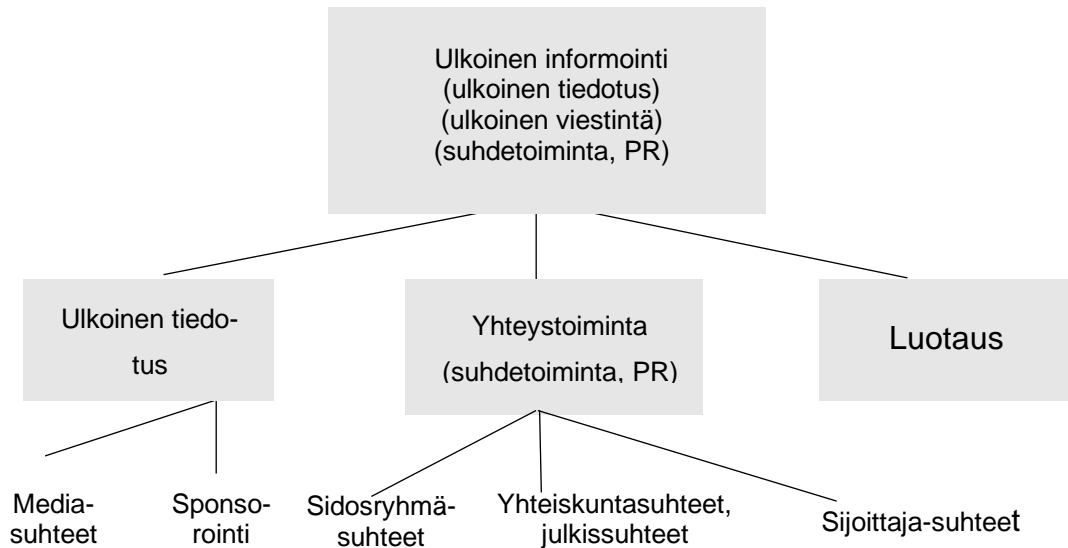 Ulkoinen informointi
(ulkoinen tiedotus)
(ulkoinen viestintä)
(suhdetoiminta, PR)
Ulkoinen tiedo-
tus
Yhteystoiminta
(suhdetoiminta, PR)
Luotaus
Media-
suhteet
Sponso-
rointi
Sidosryhmä-
suhteet
Yhteiskuntasuhteet,
julkissuhteet
Sijoittaja-suhteet